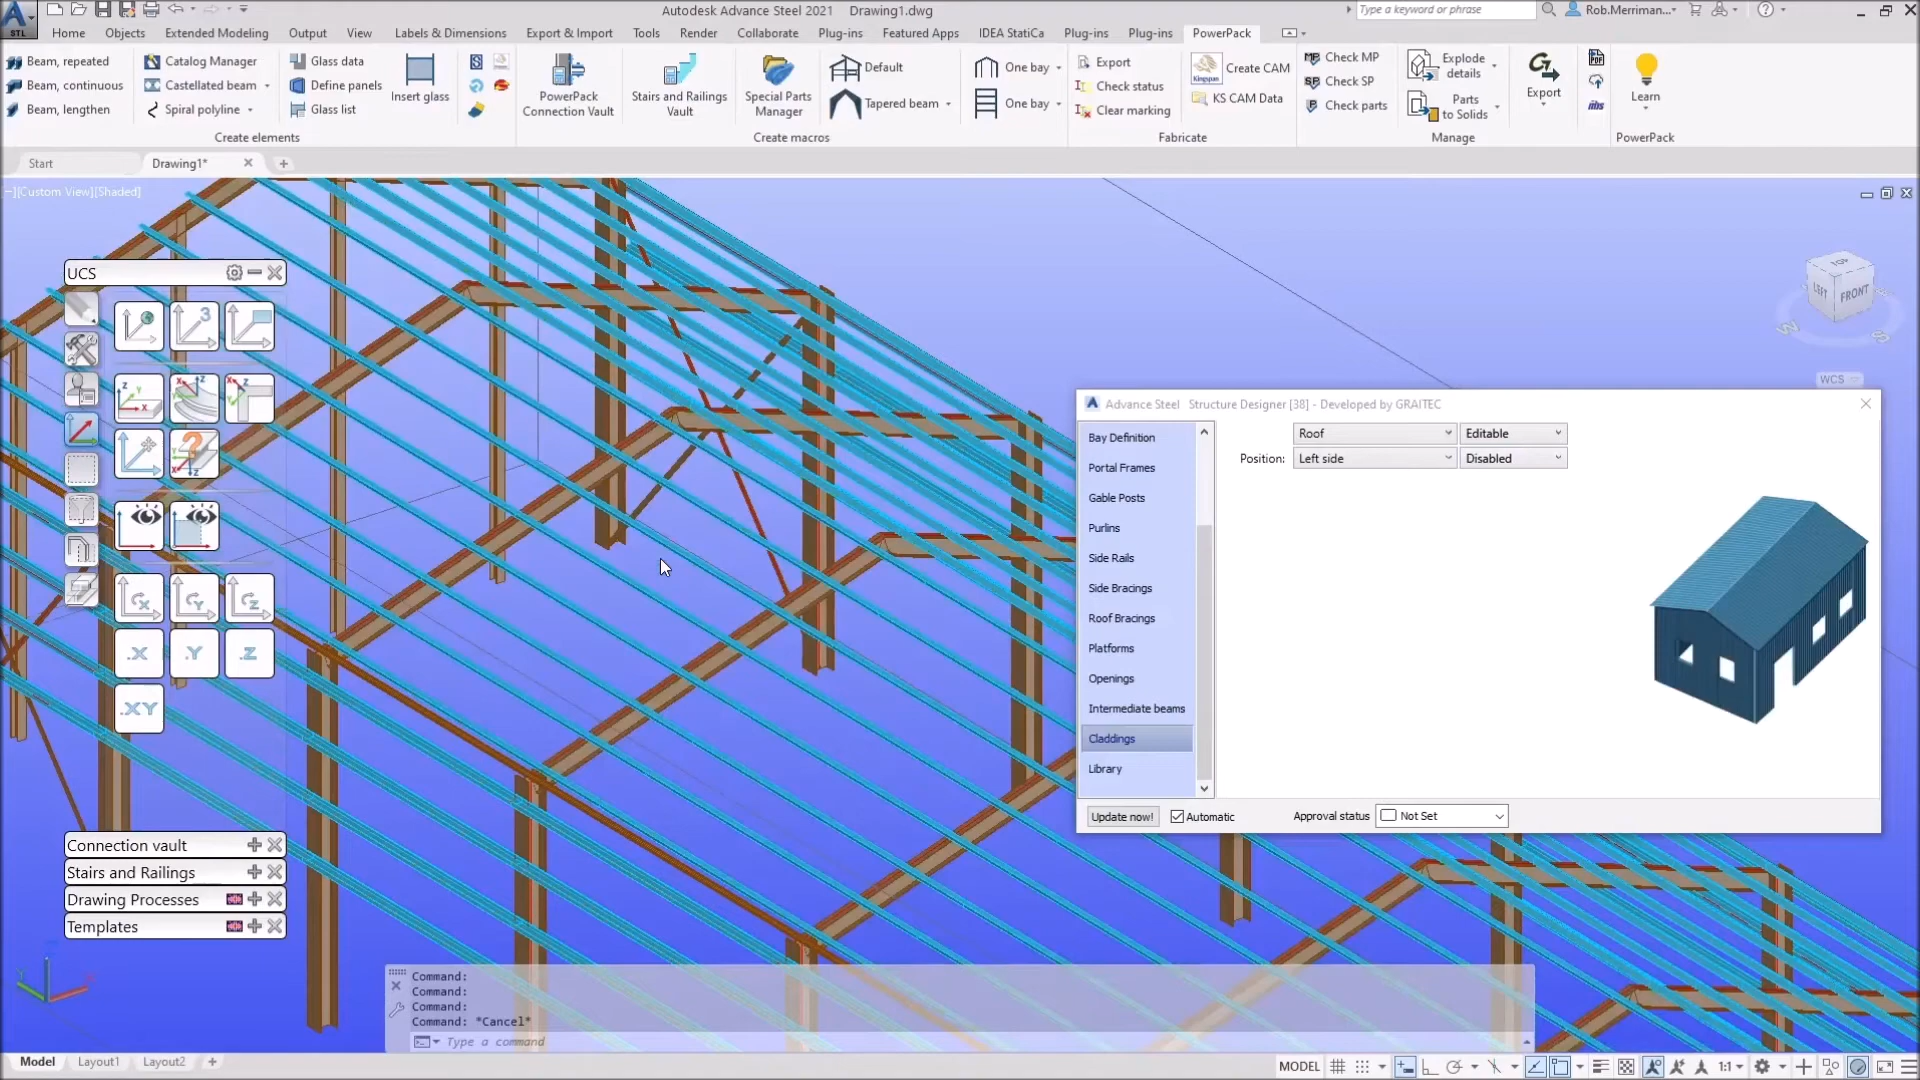 Autodesk Advance Steel 2021 Drawing1.dwg
Type a keyword or phrase
Rob.Merriman...
STL
Home Objects Extended Modeling Output View Labels & Dimensions Export & Import Tools Render Collaborate Plug-ins Featured Apps IDEA StatiCa Plug-ins Plug-ins PowerPack
Beam, repeated
Beam, continuous
Beam, lengthen
Catalog Manager
Castellated beam
Spiral polyline
Glass data
Define panels
Glass list
Insert glass
Create elements
PowerPack
Connection Vault
Stairs and Railings
Vault
Special Parts
Manager
Default
Tapered beam
One bay
One bay
Create macros
Export
Check status
Clear marking
Kingspan
Create CAM
KS CAM Data
Fabricate
MP Check MP
SP Check SP
P Check parts
Explode
details
Parts
to Solids
Manage
Export
PDF
Learn
PowerPack
Start
Drawing1*
[Custom View][Shaded]
UCS
3
Z Y X
X Z
X Z
X Y Z
.X .Y .Z
.XY
Connection vault
Stairs and Railings
Drawing Processes
Templates
TOP
LEFT FRONT
W S
WCS
Advance Steel Structure Designer [38] - Developed by GRAITEC
Bay Definition
Portal Frames
Gable Posts
Purlins
Side Rails
Side Bracings
Roof Bracings
Platforms
Openings
Intermediate beams
Claddings
Library
Roof Editable
Position: Left side Disabled
Update now!
Automatic
Approval status
Not Set
Command:
Command:
Command:
Command: *Cancel*
Type a command
Model Layout1 Layout2
MODEL
1:1